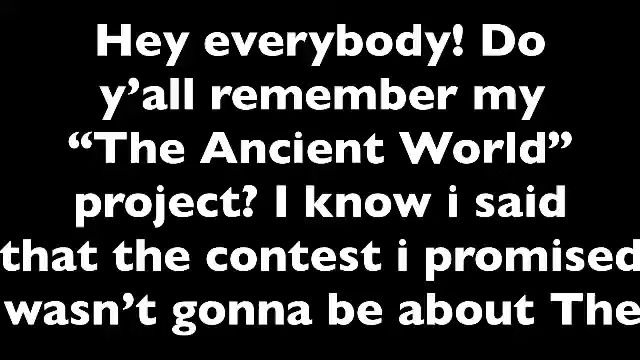 Hey everybody! Do
y’all remember my
“The Ancient World”
project? I know i said
that the contest i promised
wasn’t gonna be about The